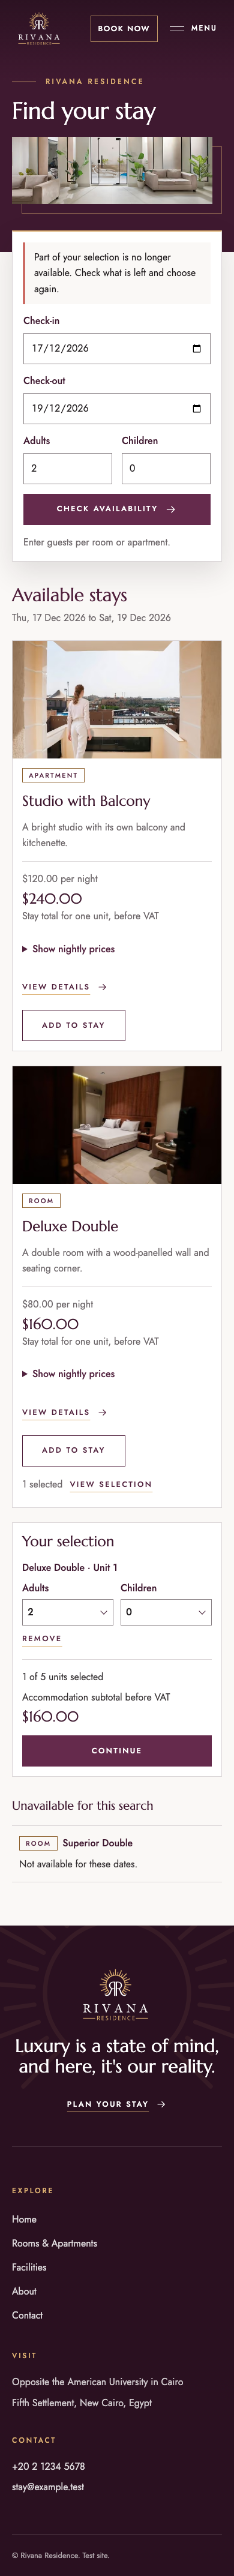 RIVANA
RESIDENCE
BOOK NOW
MENU
RIVANA RESIDENCE
Find your stay
Part of your selection is no longer
available. Check what is left and choose
again.
Check-in
17/12/2026
Check-out
19/12/2026
Adults
Children
2
0
CHECK AVAILABILITY
Enter guests per room or apartment.
Available stays
Thu, 17 Dec 2026 to Sat, 19 Dec 2026
APARTMENT
Studio with Balcony
A bright studio with its own balcony and
kitchenette.
$120.00 per night
$240.00
Stay total for one unit, before VAT
Show nightly prices
VIEW DETAILS
ADD TO STAY
ROOM
Deluxe Double
A double room with a wood-panelled wall and
seating corner.
$80.00 per night
$160.00
Stay total for one unit, before VAT
Show nightly prices
VIEW DETAILS
ADD TO STAY
1 selected VIEW SELECTION
Your selection
Deluxe Double · Unit 1
Adults
Children
2
0
REMOVE
1 of 5 units selected
Accommodation subtotal before VAT
$160.00
CONTINUE
Unavailable for this search
ROOM Superior Double
Not available for these dates.
RIVANA
RESIDENCE
Luxury is a state of mind,
and here, it's our reality.
PLAN YOUR STAY
EXPLORE
Home
Rooms & Apartments
Facilities
About
Contact
VISIT
Opposite the American University in Cairo
Fifth Settlement, New Cairo, Egypt
CONTACT
+20 2 1234 5678
stay@example.test
© Rivana Residence. Test site.